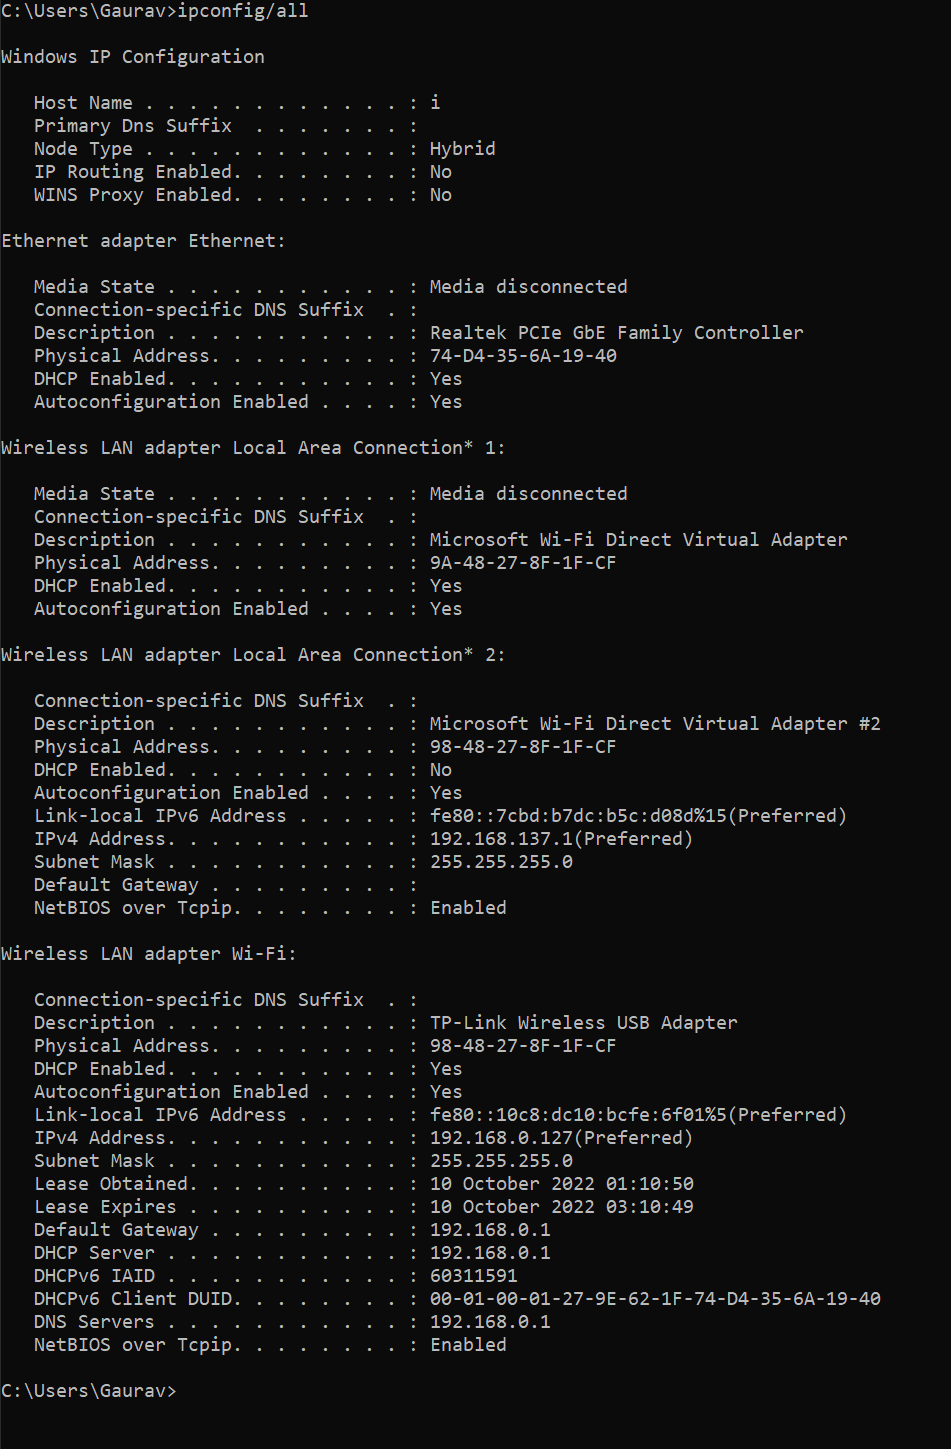 C:\Users\Gaurav>ipconfig/all
Windows IP Configuration
Host Name . . . . . . . . . . . . : i
Primary Dns Suffix  . . . . . . . :
Node Type . . . . . . . . . . . . : Hybrid
IP Routing Enabled. . . . . . . . : No
WINS Proxy Enabled. . . . . . . . : No
Ethernet adapter Ethernet:
Media State . . . . . . . . . . . : Media disconnected
Connection-specific DNS Suffix  . :
Description . . . . . . . . . . . : Realtek PCIe GbE Family Controller
Physical Address. . . . . . . . . : 74-D4-35-6A-19-40
DHCP Enabled. . . . . . . . . . . : Yes
Autoconfiguration Enabled . . . . : Yes
Wireless LAN adapter Local Area Connection* 1:
Media State . . . . . . . . . . . : Media disconnected
Connection-specific DNS Suffix  . :
Description . . . . . . . . . . . : Microsoft Wi-Fi Direct Virtual Adapter
Physical Address. . . . . . . . . : 9A-48-27-8F-1F-CF
DHCP Enabled. . . . . . . . . . . : Yes
Autoconfiguration Enabled . . . . : Yes
Wireless LAN adapter Local Area Connection* 2:
Connection-specific DNS Suffix  . :
Description . . . . . . . . . . . : Microsoft Wi-Fi Direct Virtual Adapter #2
Physical Address. . . . . . . . . : 98-48-27-8F-1F-CF
DHCP Enabled. . . . . . . . . . . : No
Autoconfiguration Enabled . . . . : Yes
Link-local IPv6 Address . . . . . : fe80::7cbd:b7dc:b5c:d08d%15(Preferred)
IPv4 Address. . . . . . . . . . . : 192.168.137.1(Preferred)
Subnet Mask . . . . . . . . . . . : 255.255.255.0
Default Gateway . . . . . . . . . :
NetBIOS over Tcpip. . . . . . . . : Enabled
Wireless LAN adapter Wi-Fi:
Connection-specific DNS Suffix  . :
Description . . . . . . . . . . . : TP-Link Wireless USB Adapter
Physical Address. . . . . . . . . : 98-48-27-8F-1F-CF
DHCP Enabled. . . . . . . . . . . : Yes
Autoconfiguration Enabled . . . . : Yes
Link-local IPv6 Address . . . . . : fe80::10c8:dc10:bcfe:6f01%5(Preferred)
IPv4 Address. . . . . . . . . . . : 192.168.0.127(Preferred)
Subnet Mask . . . . . . . . . . . : 255.255.255.0
Lease Obtained. . . . . . . . . . : 10 October 2022 01:10:50
Lease Expires . . . . . . . . . . : 10 October 2022 03:10:49
Default Gateway . . . . . . . . . : 192.168.0.1
DHCP Server . . . . . . . . . . . : 192.168.0.1
DHCPv6 IAID . . . . . . . . . . . : 60311591
DHCPv6 Client DUID. . . . . . . . : 00-01-00-01-27-9E-62-1F-74-D4-35-6A-19-40
DNS Servers . . . . . . . . . . . : 192.168.0.1
NetBIOS over Tcpip. . . . . . . . : Enabled
C:\Users\Gaurav>